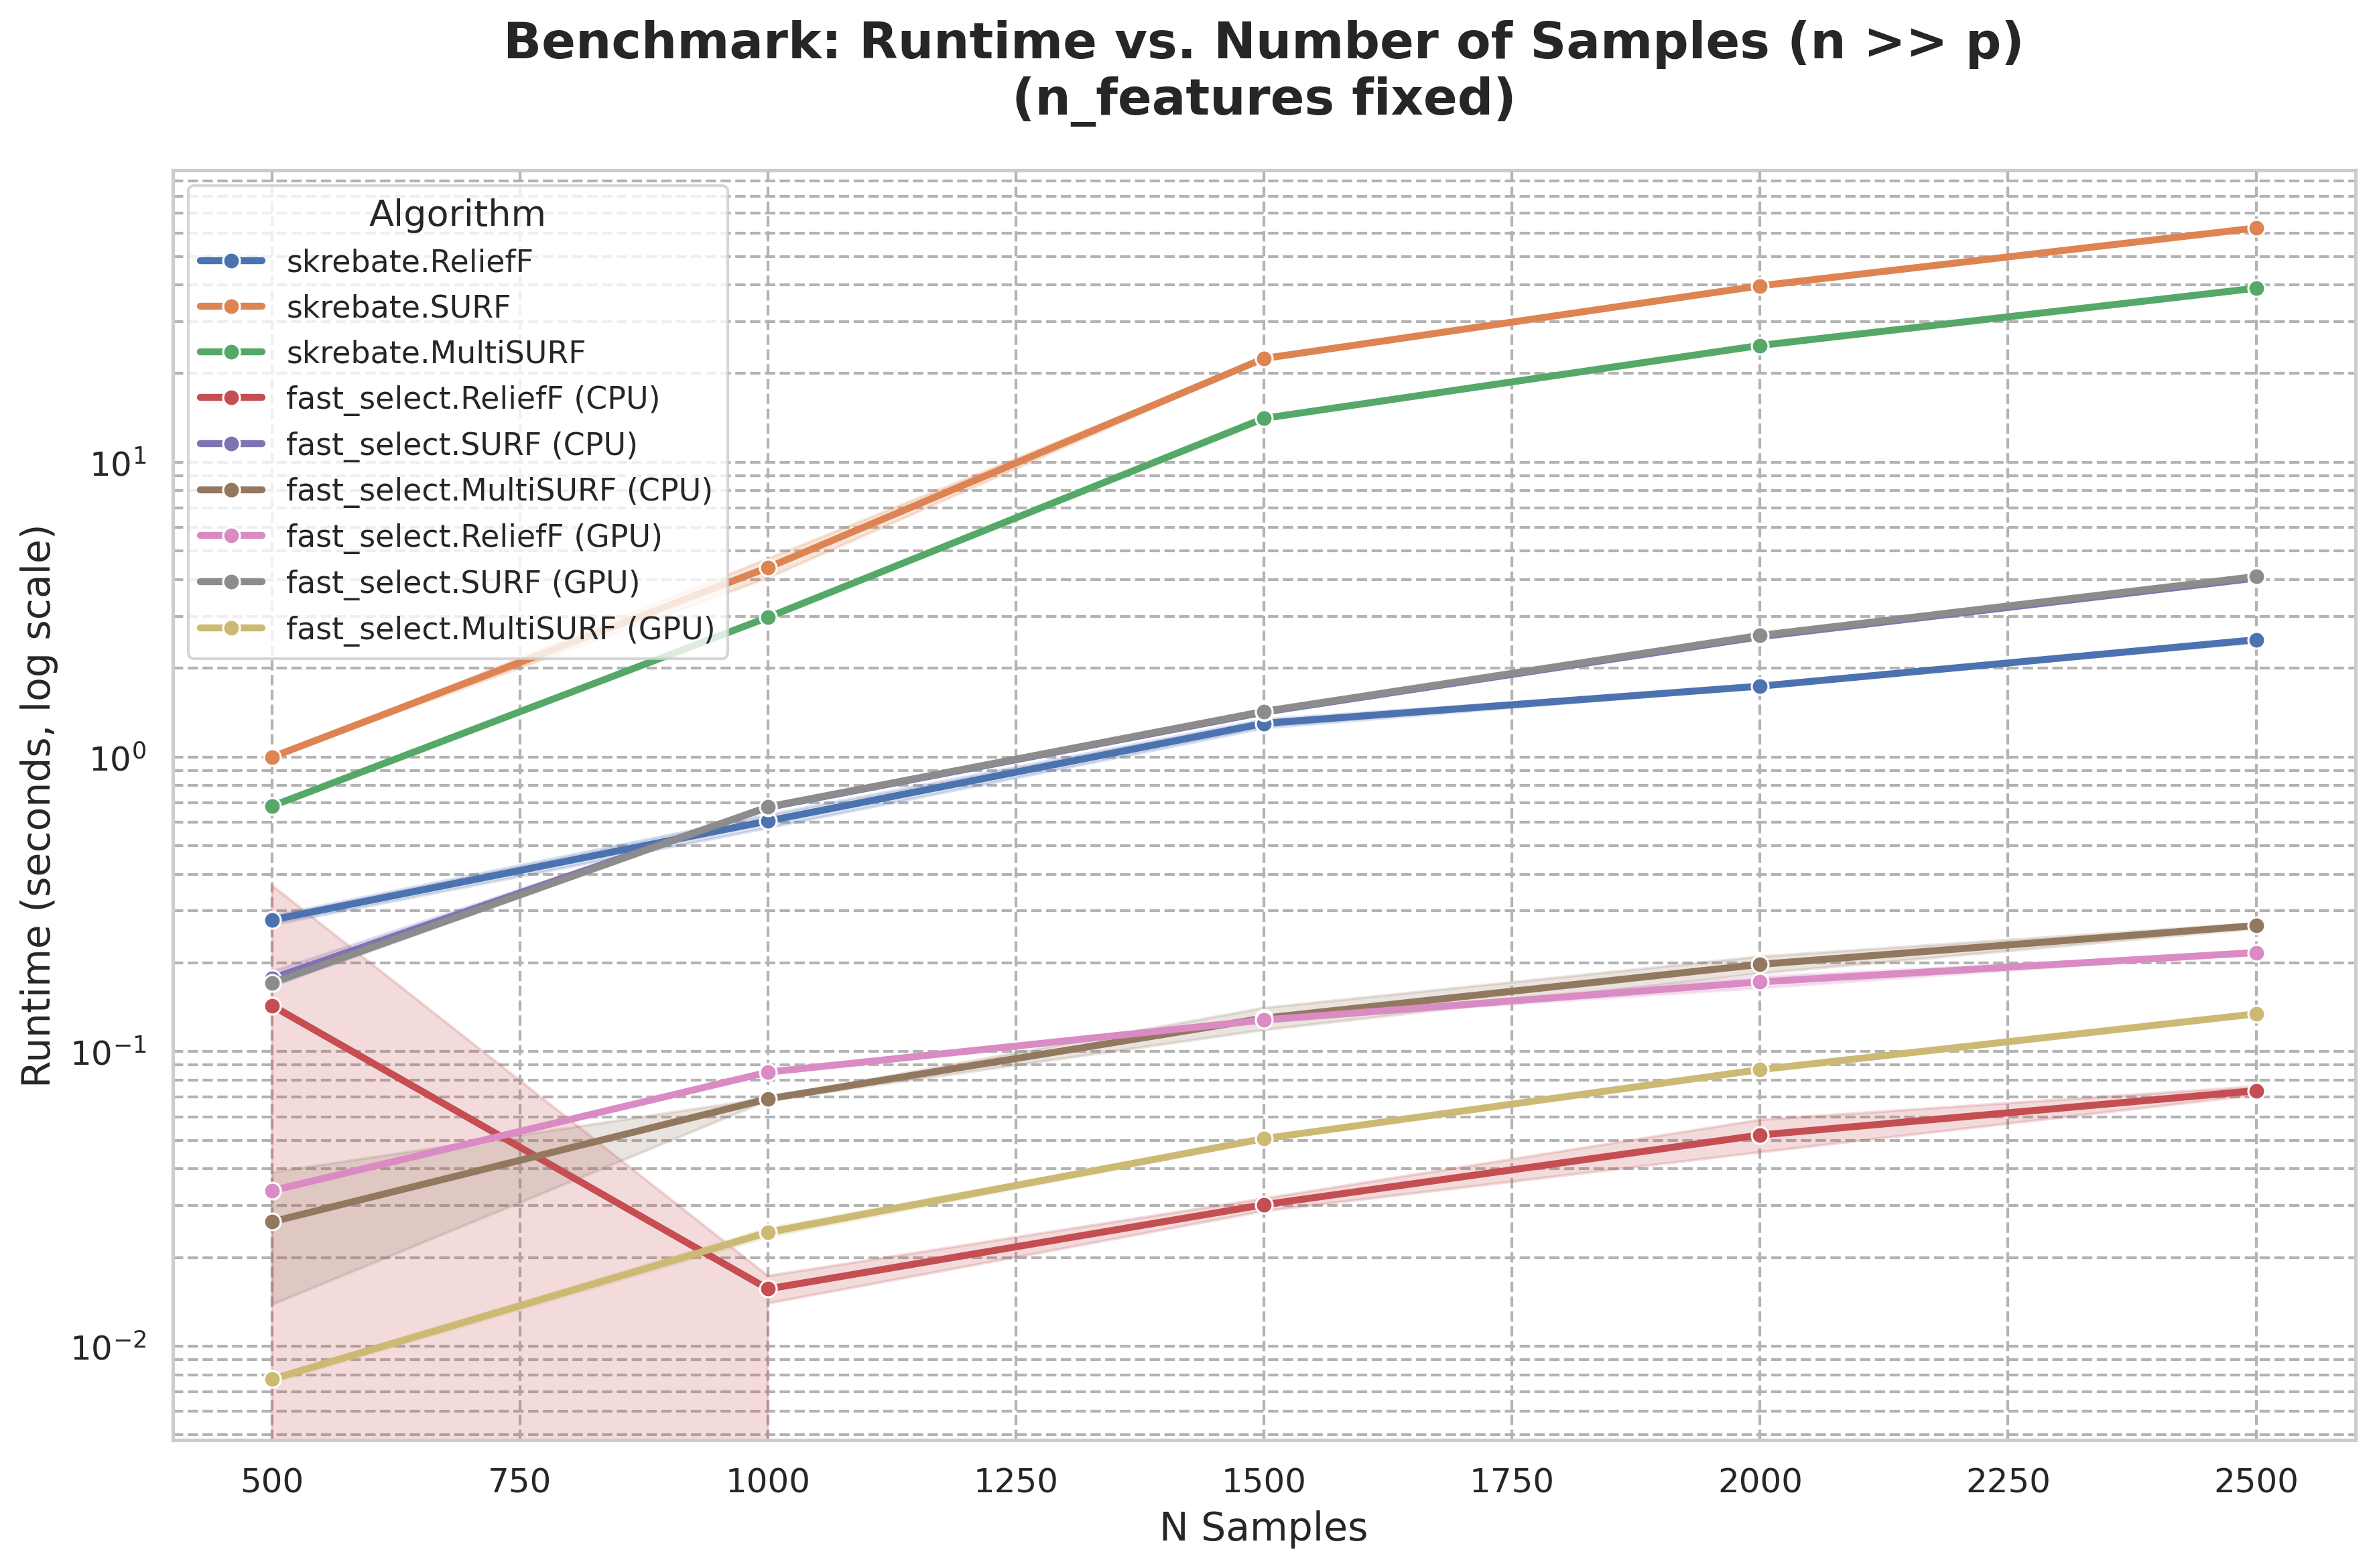 Benchmark: Runtime vs. Number of Samples (n >> p)
(n_features fixed)
Algorithm
skrebate.ReliefF
skrebate.SURF
skrebate.MultiSURF
fast_select.ReliefF (CPU)
fast_select.SURF (CPU)
fast_select.MultiSURF (CPU)
fast_select.ReliefF (GPU)
fast_select.SURF (GPU)
fast_select.MultiSURF (GPU)
Runtime (seconds, log scale)
10¹
10⁰
10⁻¹
10⁻²
500 750 1000 1250 1500 1750 2000 2250 2500
N Samples